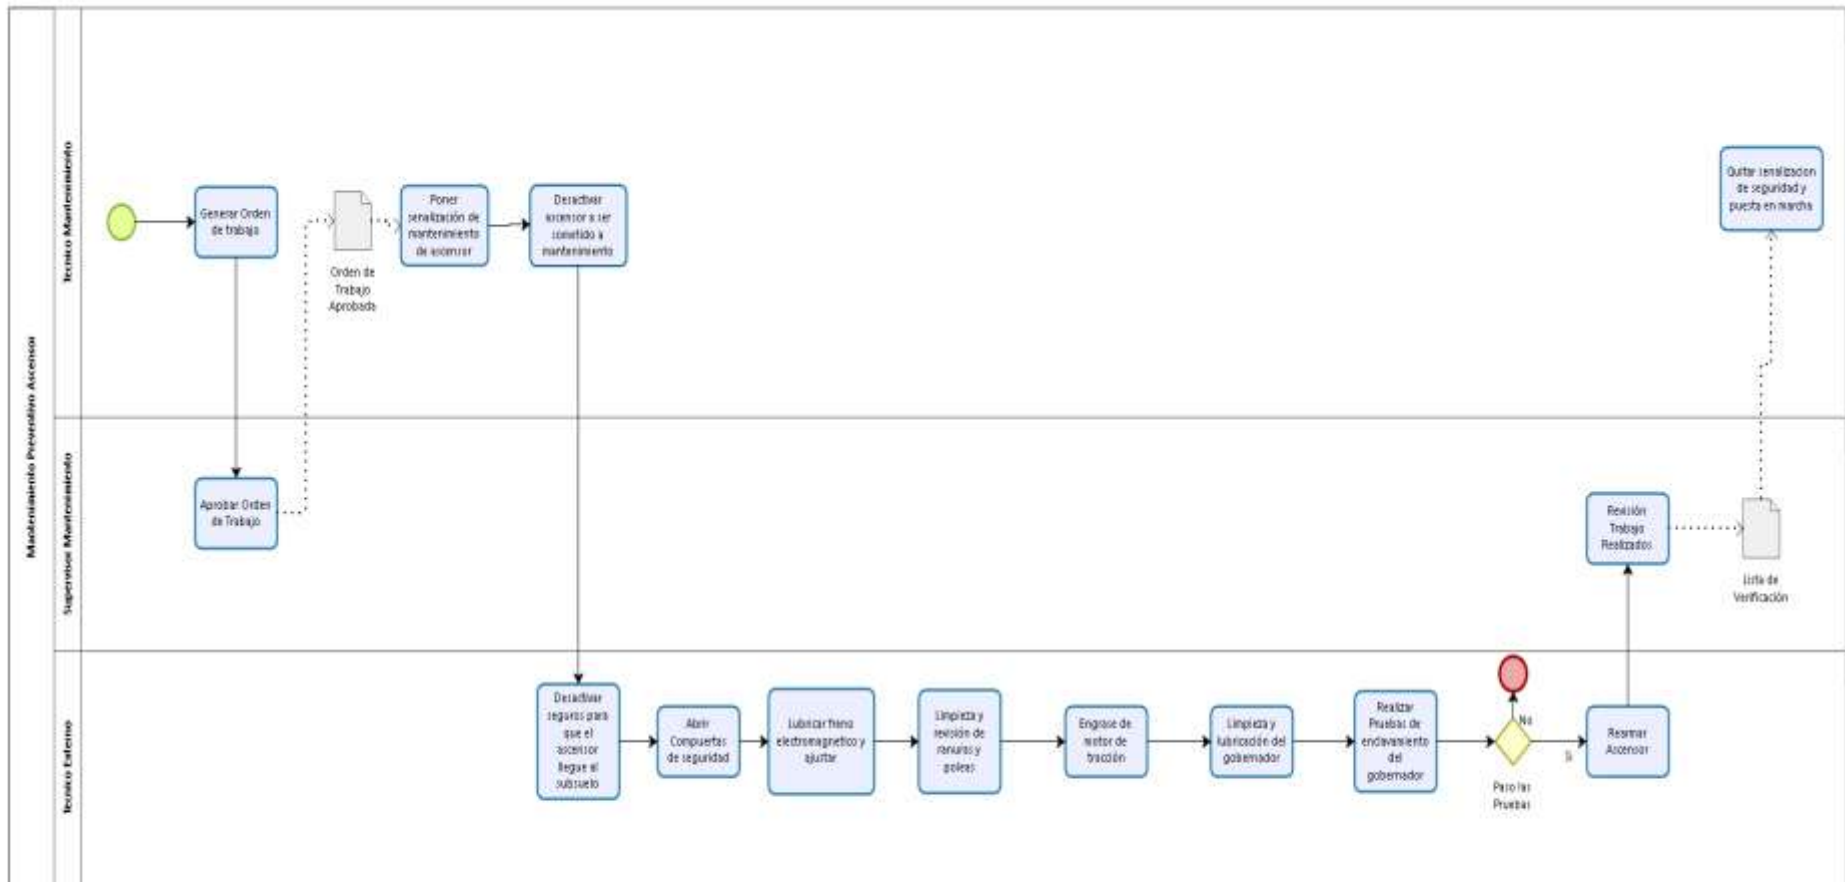 Mantenimiento Preventivo Ascensor
Tecnico Mantenimiento
Generar Orden
de trabajo
Orden de
Trabajo
Aprobada
Poner
senalización de
mantenimiento
de ascensor
Desactivar
ascensor a ser
sometido a
mantenimiento
Quitar senalizacion
de seguridad y
puesta en marcha
Supervisor Mantenimiento
Aprobar Orden
de Trabajo
Revisión
Trabajo
Realizados
Lista de
Verificación
Tecnico Externo
Desactivar
seguros para
que el
ascensor
llegue al
subsuelo
Abrir
Compuertas
de seguridad
Lubricar freno
electromagnetico y
ajustar
Limpieza y
revisión de
ranuras y
poleas
Engrase de
motor de
tracción
Limpieza y
lubricación del
gobernador
Realizar
Pruebas de
enclavamiento
del
gobernador
No
Si
Paso las
Pruebas
Rearmar
Ascensor